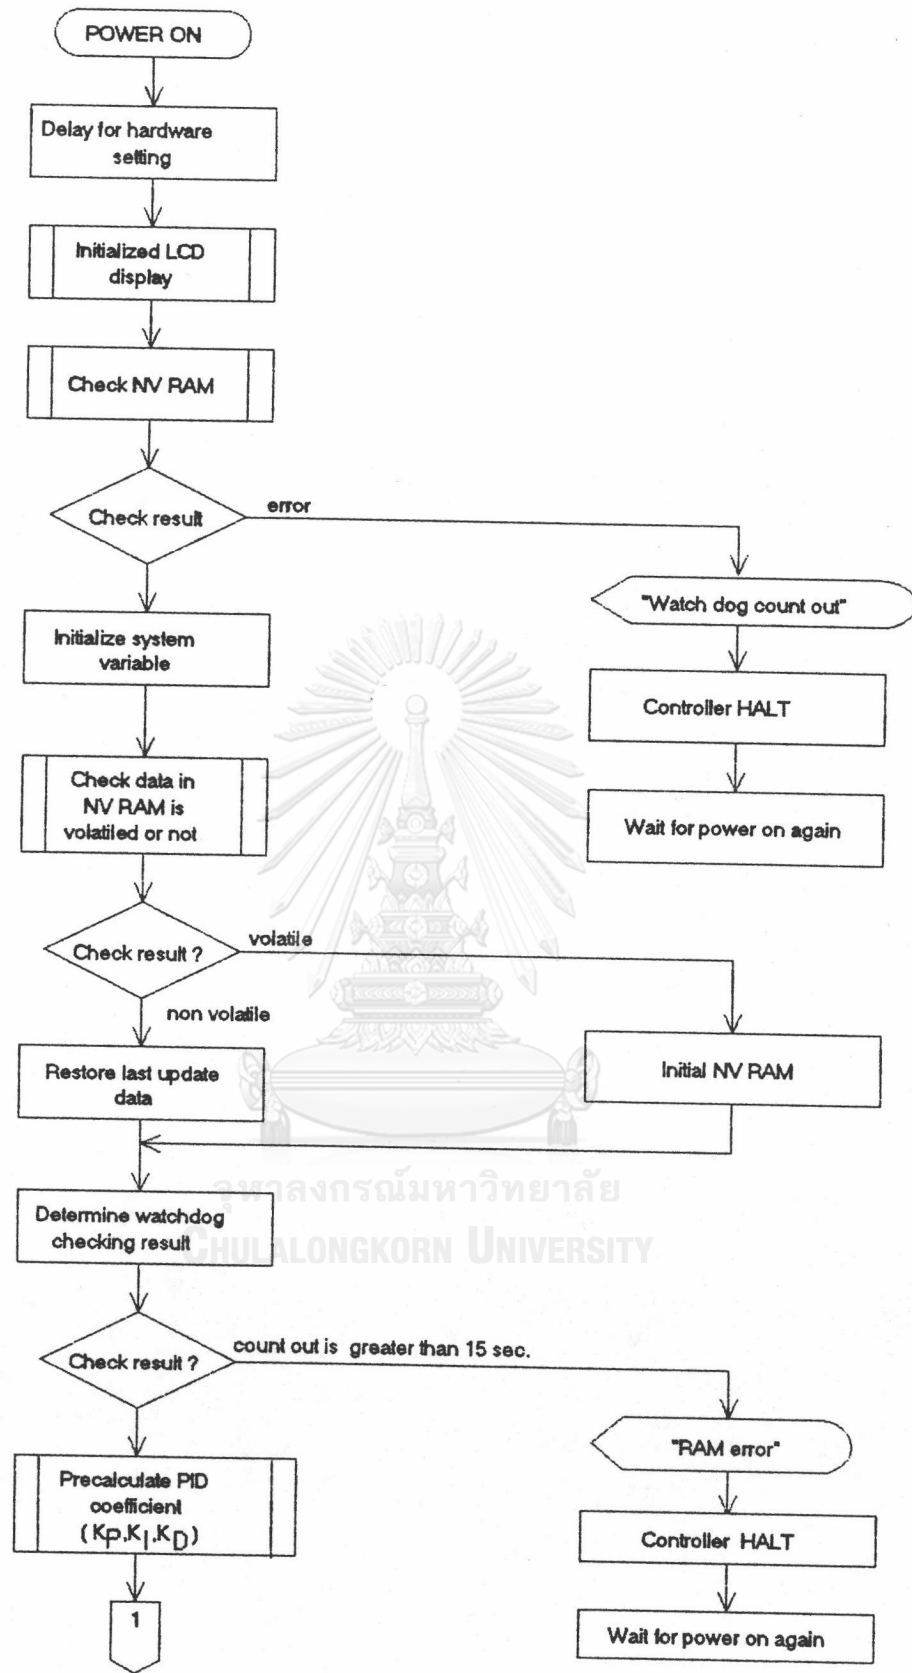 POWER ON
Delay for hardware
setting
Initialized LCD
display
Check NV RAM
Check result
error
"Watch dog count out"
Initialize system
variable
Controller HALT
Check data in
NV RAM is
volatiled or not
Wait for power on again
Check result ?
volatile
non volatile
Restore last update
data
Initial NV RAM
จุฬาลงกรณ์มหาวิทยาลัย
CHULALONGKORN UNIVERSITY
Determine watchdog
checking result
Check result ?
count out is greater than 15 sec.
"RAM error"
Precalculate PID
coefficient
(KP,KI,KD)
Controller HALT
1
Wait for power on again